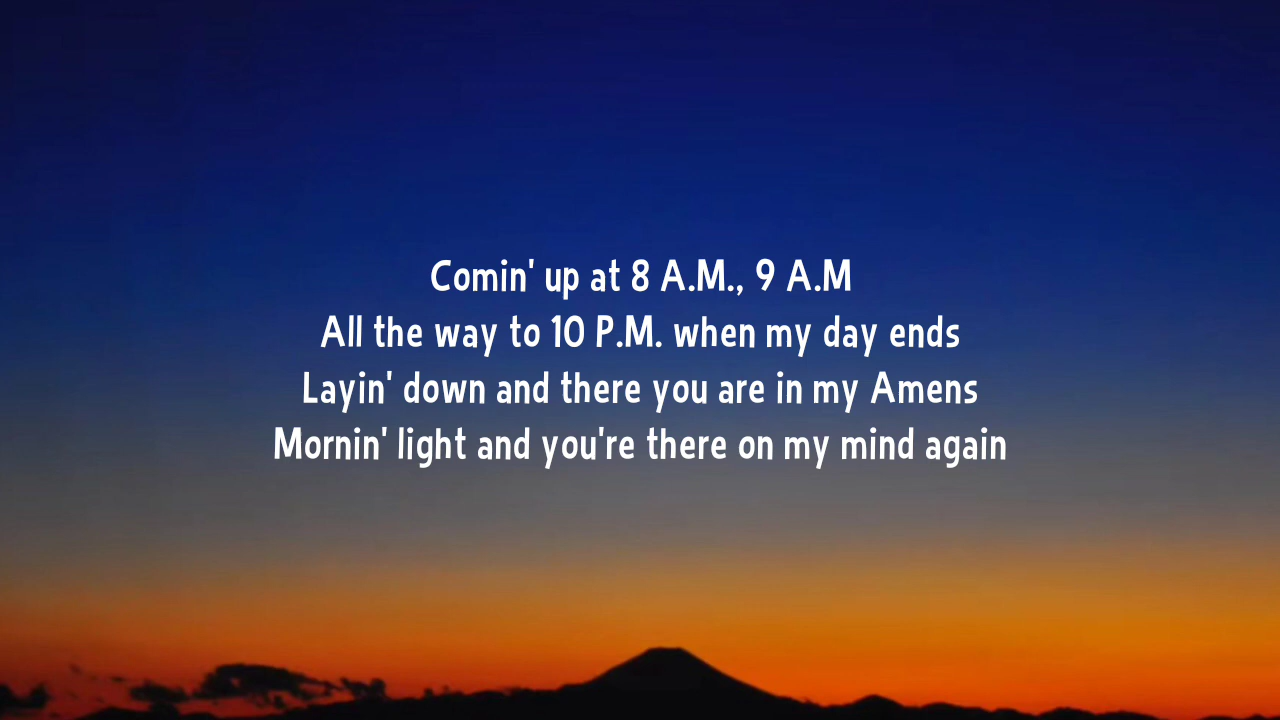 Comin' up at 8 A.M., 9 A.M
All the way to 10 P.M. when my day ends
Layin' down and there you are in my Amens
Mornin' light and you're there on my mind again